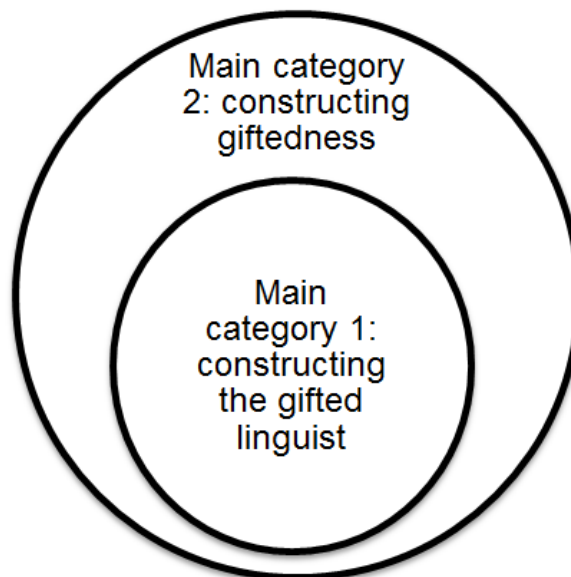 Main category
2: constructing
giftedness
Main
category 1:
constructing
the gifted
linguist